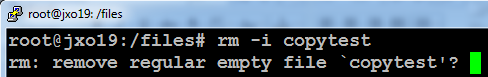 root@jxo19: /files
root@jxo19:/files# rm -i copytest
rm: remove regular empty file `copytest'?